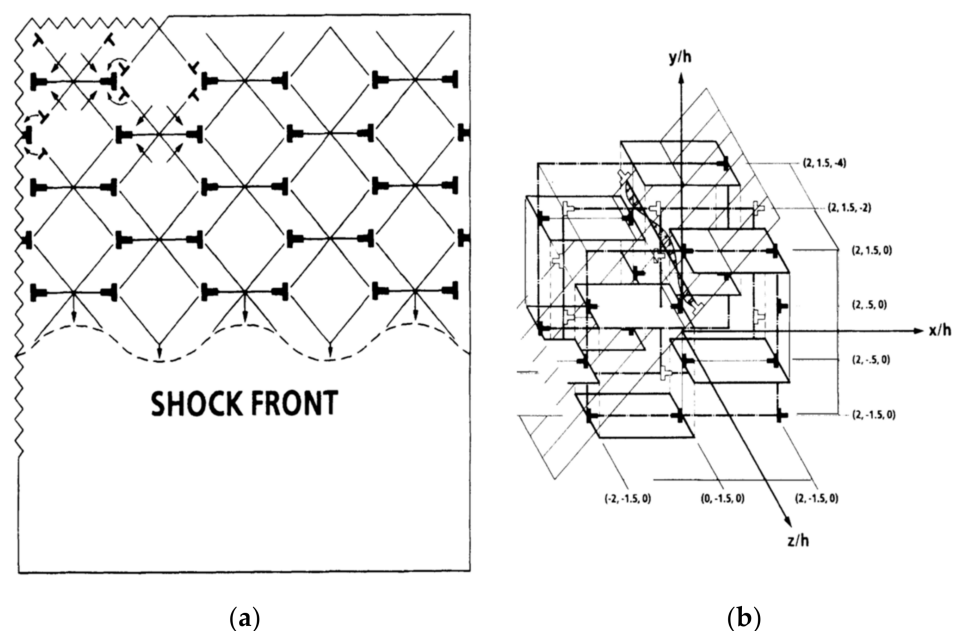 SHOCK FRONT
(a)
y/h
(2, 1.5, -4)
(2, 1.5, -2)
(2, 1.5, 0)
(2, .5, 0)
x/h
(2, -.5, 0)
(2, -1.5, 0)
(-2, -1.5, 0) (0, -1.5, 0) (2, -1.5, 0)
z/h
(b)